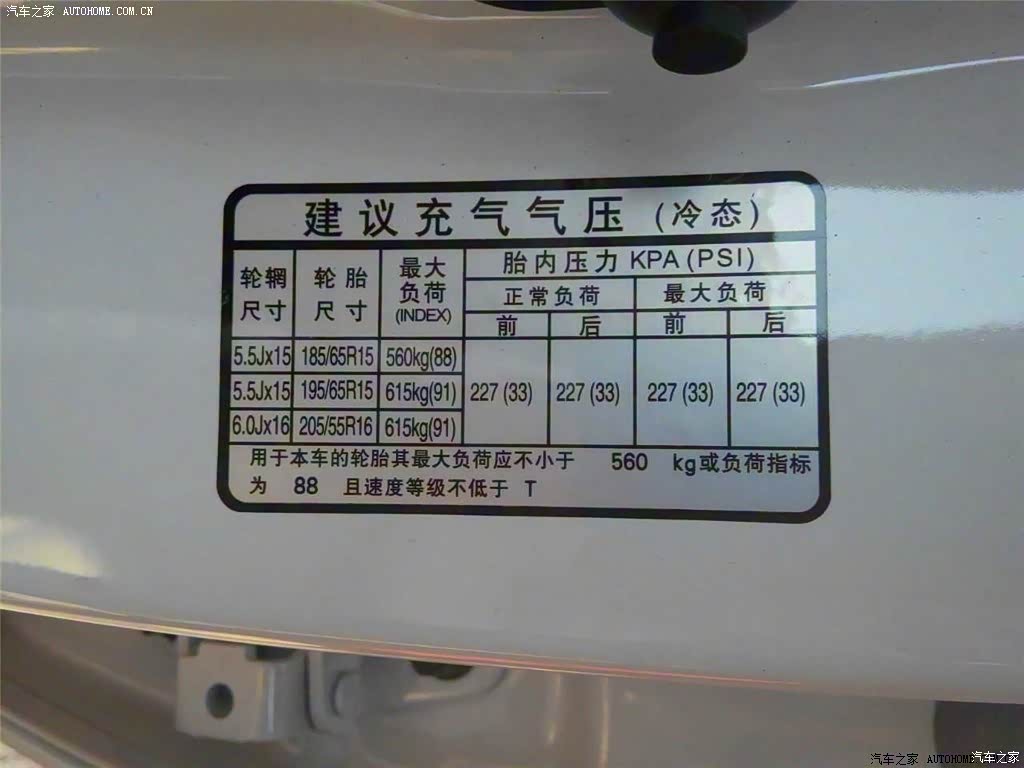 汽车之家 AUTOHOME.COM.CN
建议充气气压(冷态)
轮辋尺寸 轮胎尺寸 最大负荷(INDEX) 胎内压力 KPA(PSI)
正常负荷 最大负荷
前 后 前 后
5.5Jx15 185/65R15 560kg(88)
5.5Jx15 195/65R15 615kg(91) 227 (33) 227 (33) 227 (33) 227 (33)
6.0Jx16 205/55R16 615kg(91)
用于本车的轮胎其最大负荷应不小于 560 kg或负荷指标
为 88 且速度等级不低于 T
汽车之家 AUTOHOME 汽车之家